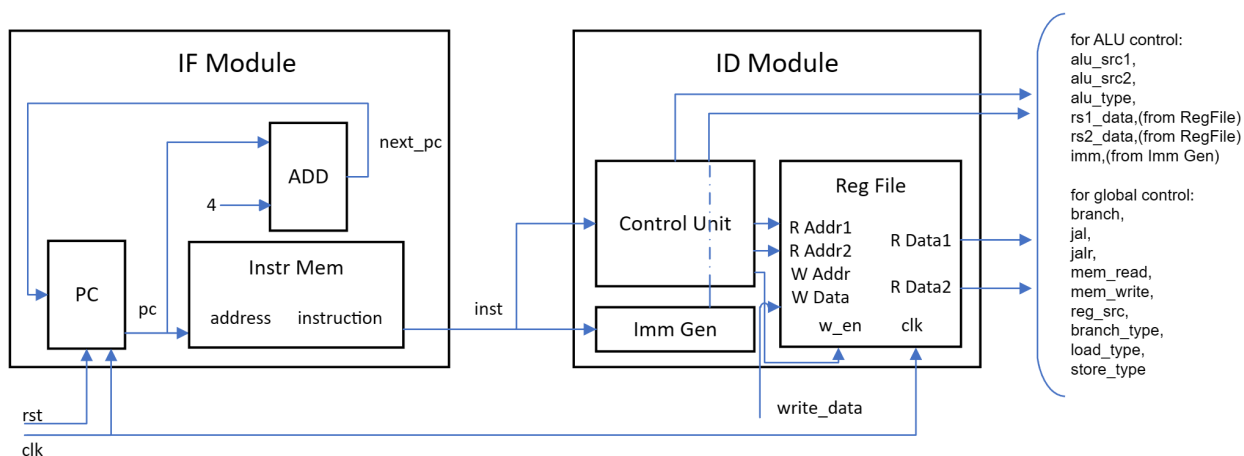 IF Module
next_pc
ADD
4
PC
pc
Instr Mem
address
instruction
rst
clk
inst
ID Module
Control Unit
Imm Gen
Reg File
R Addr1
R Addr2
W Addr
W Data
R Data1
R Data2
w_en
clk
write_data
for ALU control:
alu_src1,
alu_src2,
alu_type,
rs1_data,(from RegFile)
rs2_data,(from RegFile)
imm,(from Imm Gen)
for global control:
branch,
jal,
jalr,
mem_read,
mem_write,
reg_src,
branch_type,
load_type,
store_type